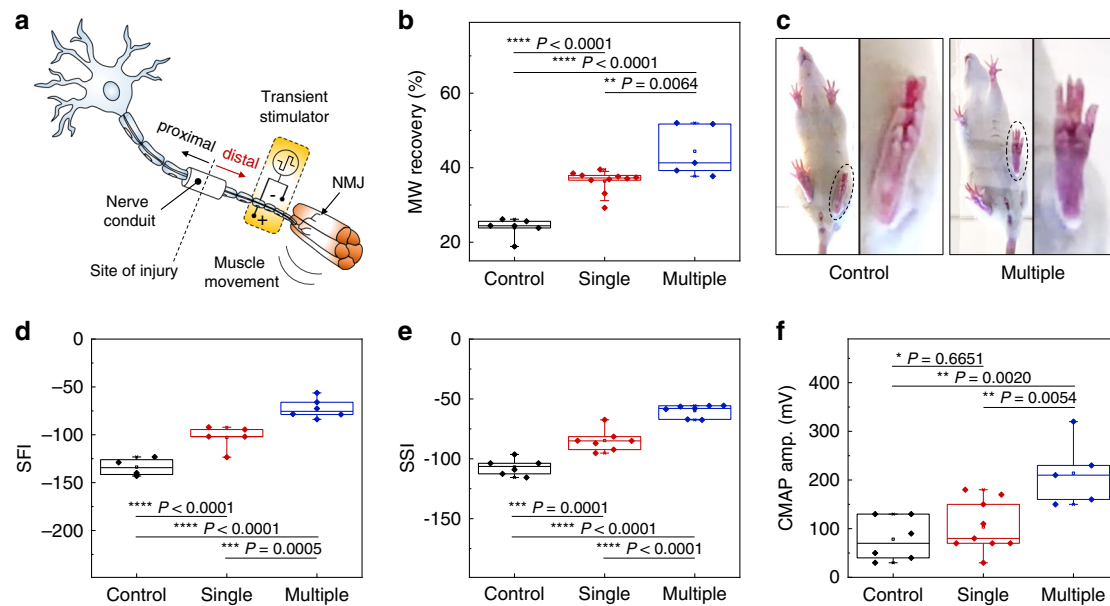 a
proximal
distal
Transient
stimulator
-
+
NMJ
Nerve
conduit
Site of injury
Muscle
movement
b
MW recovery (%)
60
40
20
**** P < 0.0001
**** P < 0.0001
** P = 0.0064
Control
Single
Multiple
c
Control
Multiple
d
SFI
0
−50
−100
−150
−200
**** P < 0.0001
**** P < 0.0001
*** P = 0.0005
Control
Single
Multiple
e
SSI
0
-50
-100
-150
*** P = 0.0001
**** P < 0.0001
**** P < 0.0001
Control
Single
Multiple
f
CMAP amp. (mV)
400
300
200
100
0
* P = 0.6651
** P = 0.0020
** P = 0.0054
Control
Single
Multiple